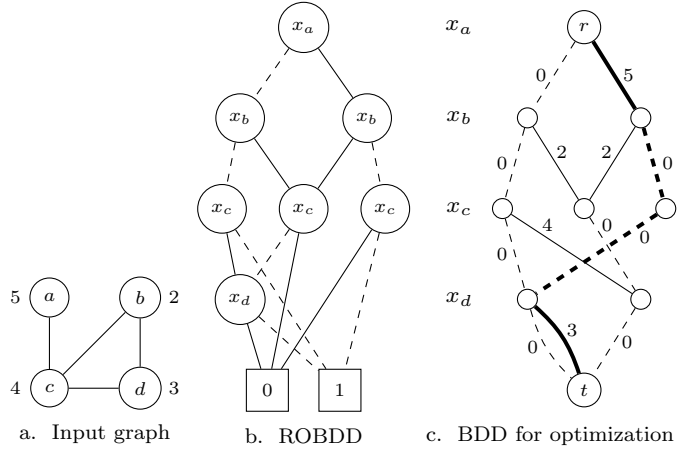 x_a x_a r
0 5
x_b x_b x_b
0 2 2 0
x_c x_c x_c x_c
4 0 0
0
x_d x_d
5 a b 2
3
0 0
4 c d 3 0 1 t
a. Input graph b. ROBDD c. BDD for optimization